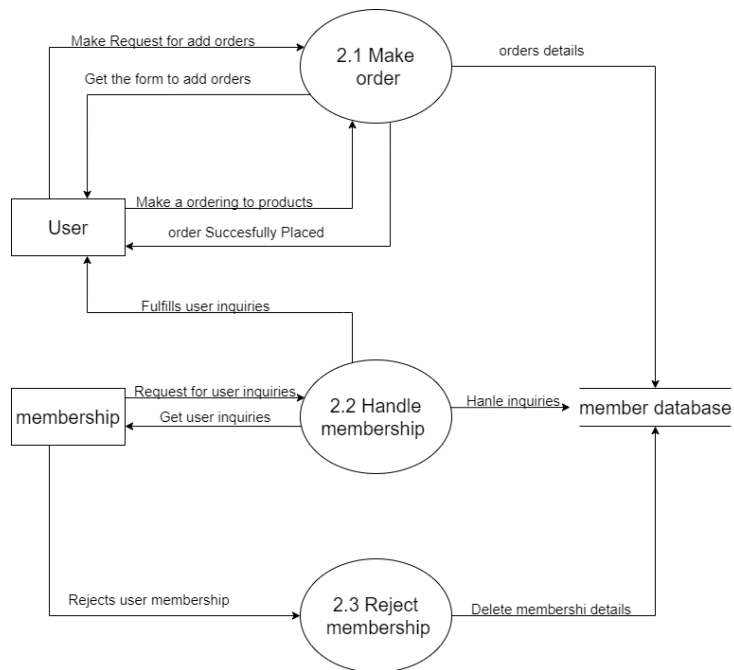 Make Request for add orders
2.1 Make
order
orders details
Get the form to add orders
User
Make a ordering to products
order Succesfully Placed
Fulfills user inquiries
membership
Request for user inquiries
Get user inquiries
2.2 Handle
membership
Hanle inquiries
member database
Rejects user membership
2.3 Reject
membership
Delete membershi details